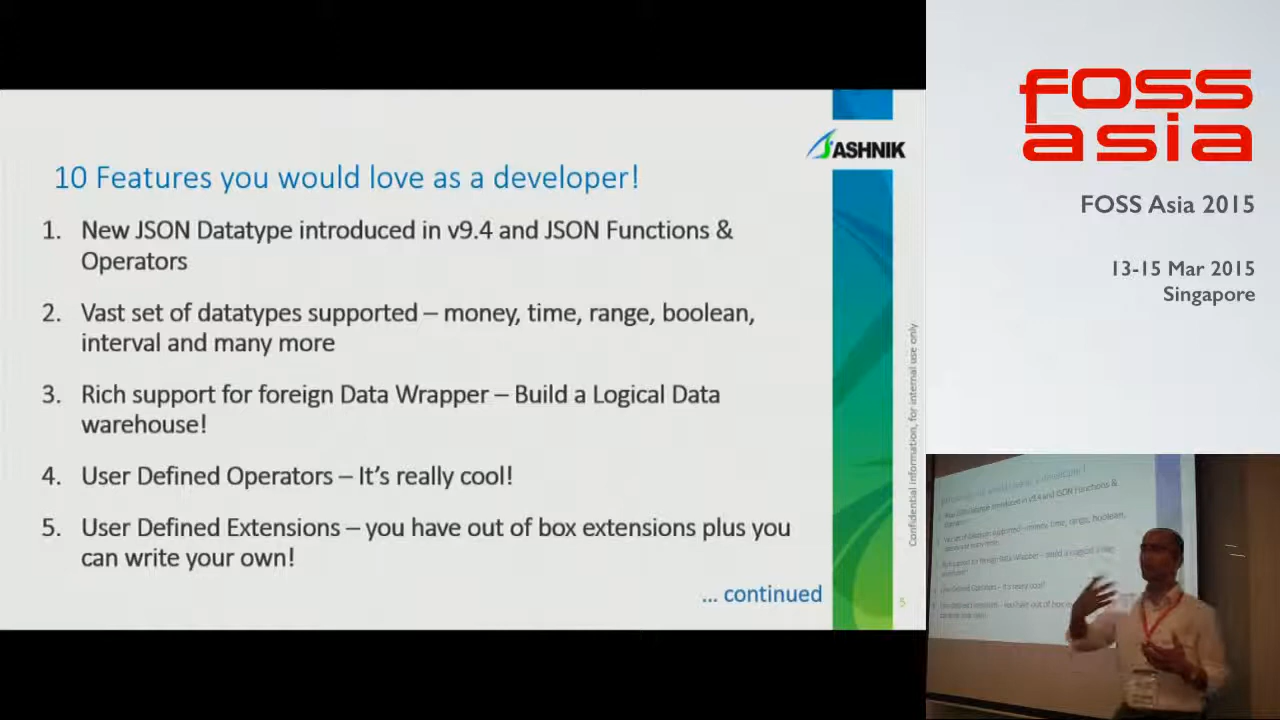 ASHNIK
10 Features you would love as a developer!
1. New JSON Datatype introduced in v9.4 and JSON Functions &
Operators
2. Vast set of datatypes supported – money, time, range, boolean,
interval and many more
3. Rich support for foreign Data Wrapper – Build a Logical Data
warehouse!
4. User Defined Operators – It's really cool!
5. User Defined Extensions – you have out of box extensions plus you
can write your own!
... continued
Confidential information, for internal use only
5
FOSS
asia
FOSS Asia 2015
13-15 Mar 2015
Singapore